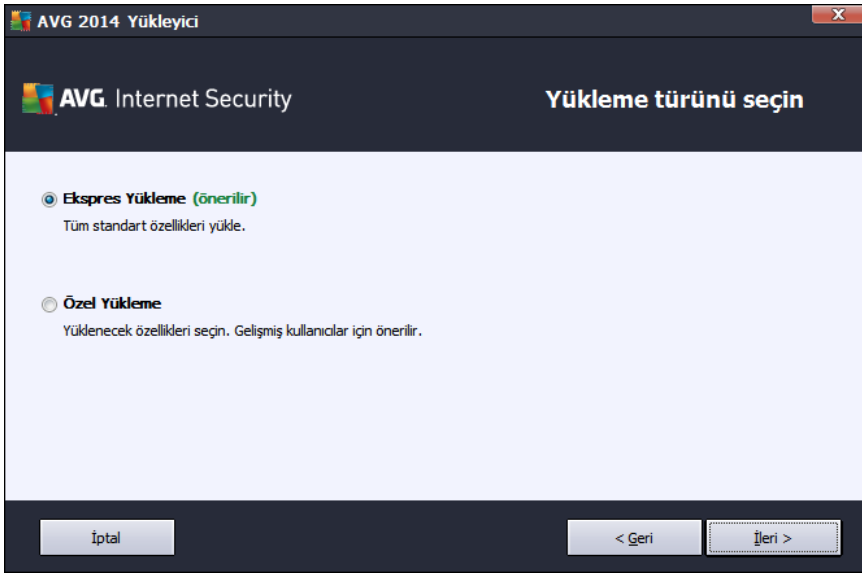 AVG 2014 Yükleyici
AVG. Internet Security
Yükleme türünü seçin
Ekspres Yükleme (önerilir)
Tüm standart özellikleri yükle.
Özel Yükleme
Yüklenecek özellikleri seçin. Gelişmiş kullanıcılar için önerilir.
İptal
< Geri
İleri >